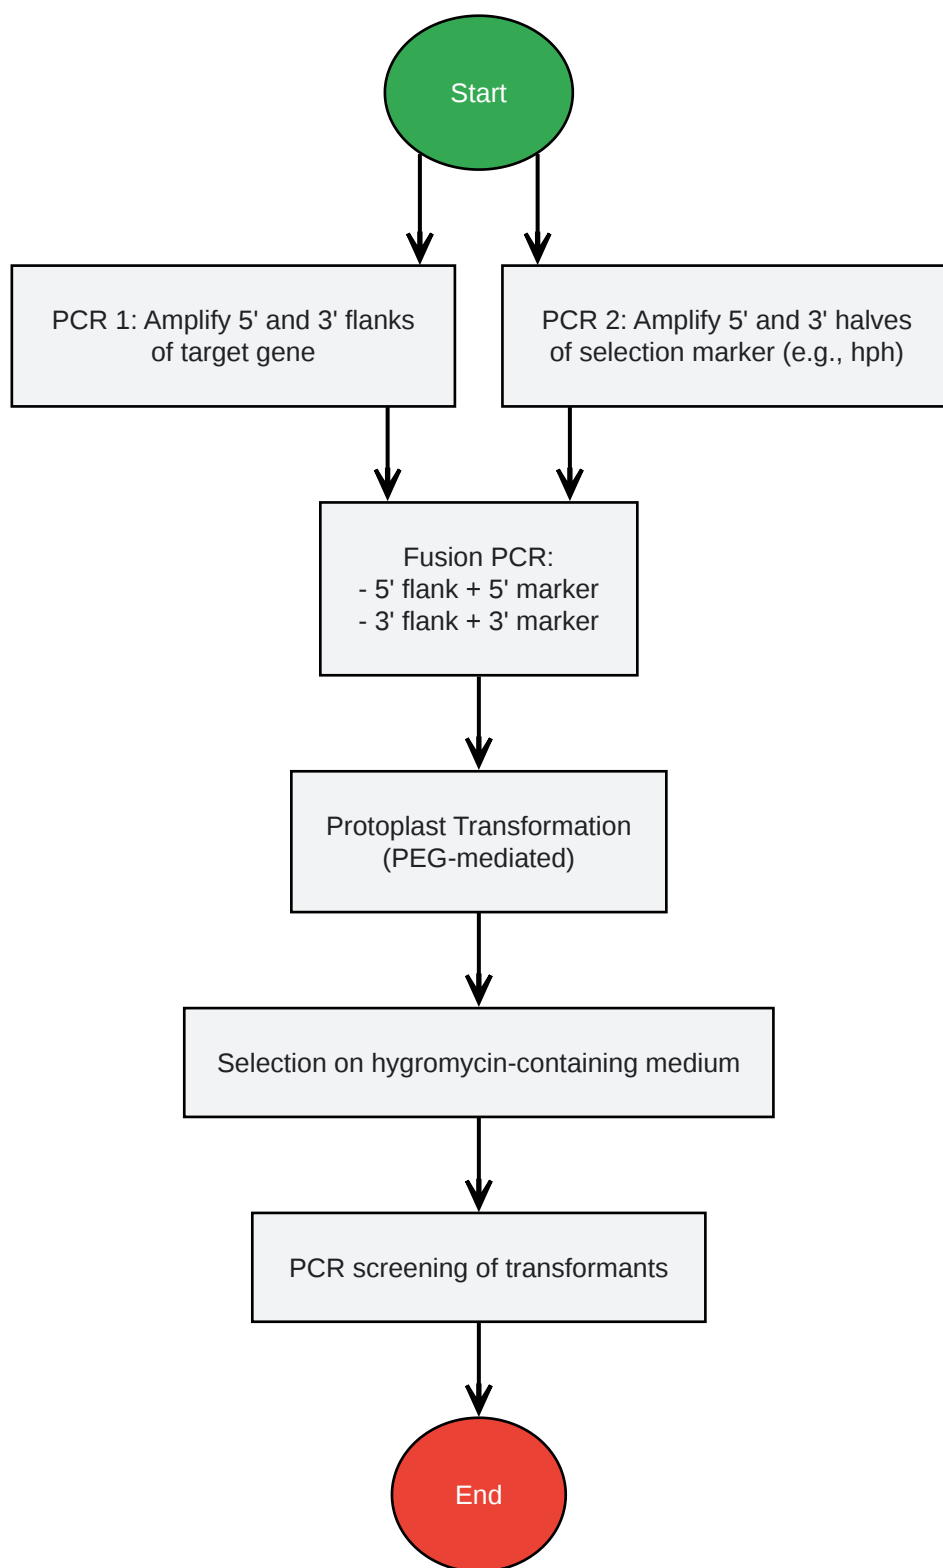 Start
PCR 1: Amplify 5' and 3' flanks
of target gene
PCR 2: Amplify 5' and 3' halves
of selection marker (e.g., hph)
Fusion PCR:
- 5' flank + 5' marker
- 3' flank + 3' marker
Protoplast Transformation
(PEG-mediated)
Selection on hygromycin-containing medium
PCR screening of transformants
End